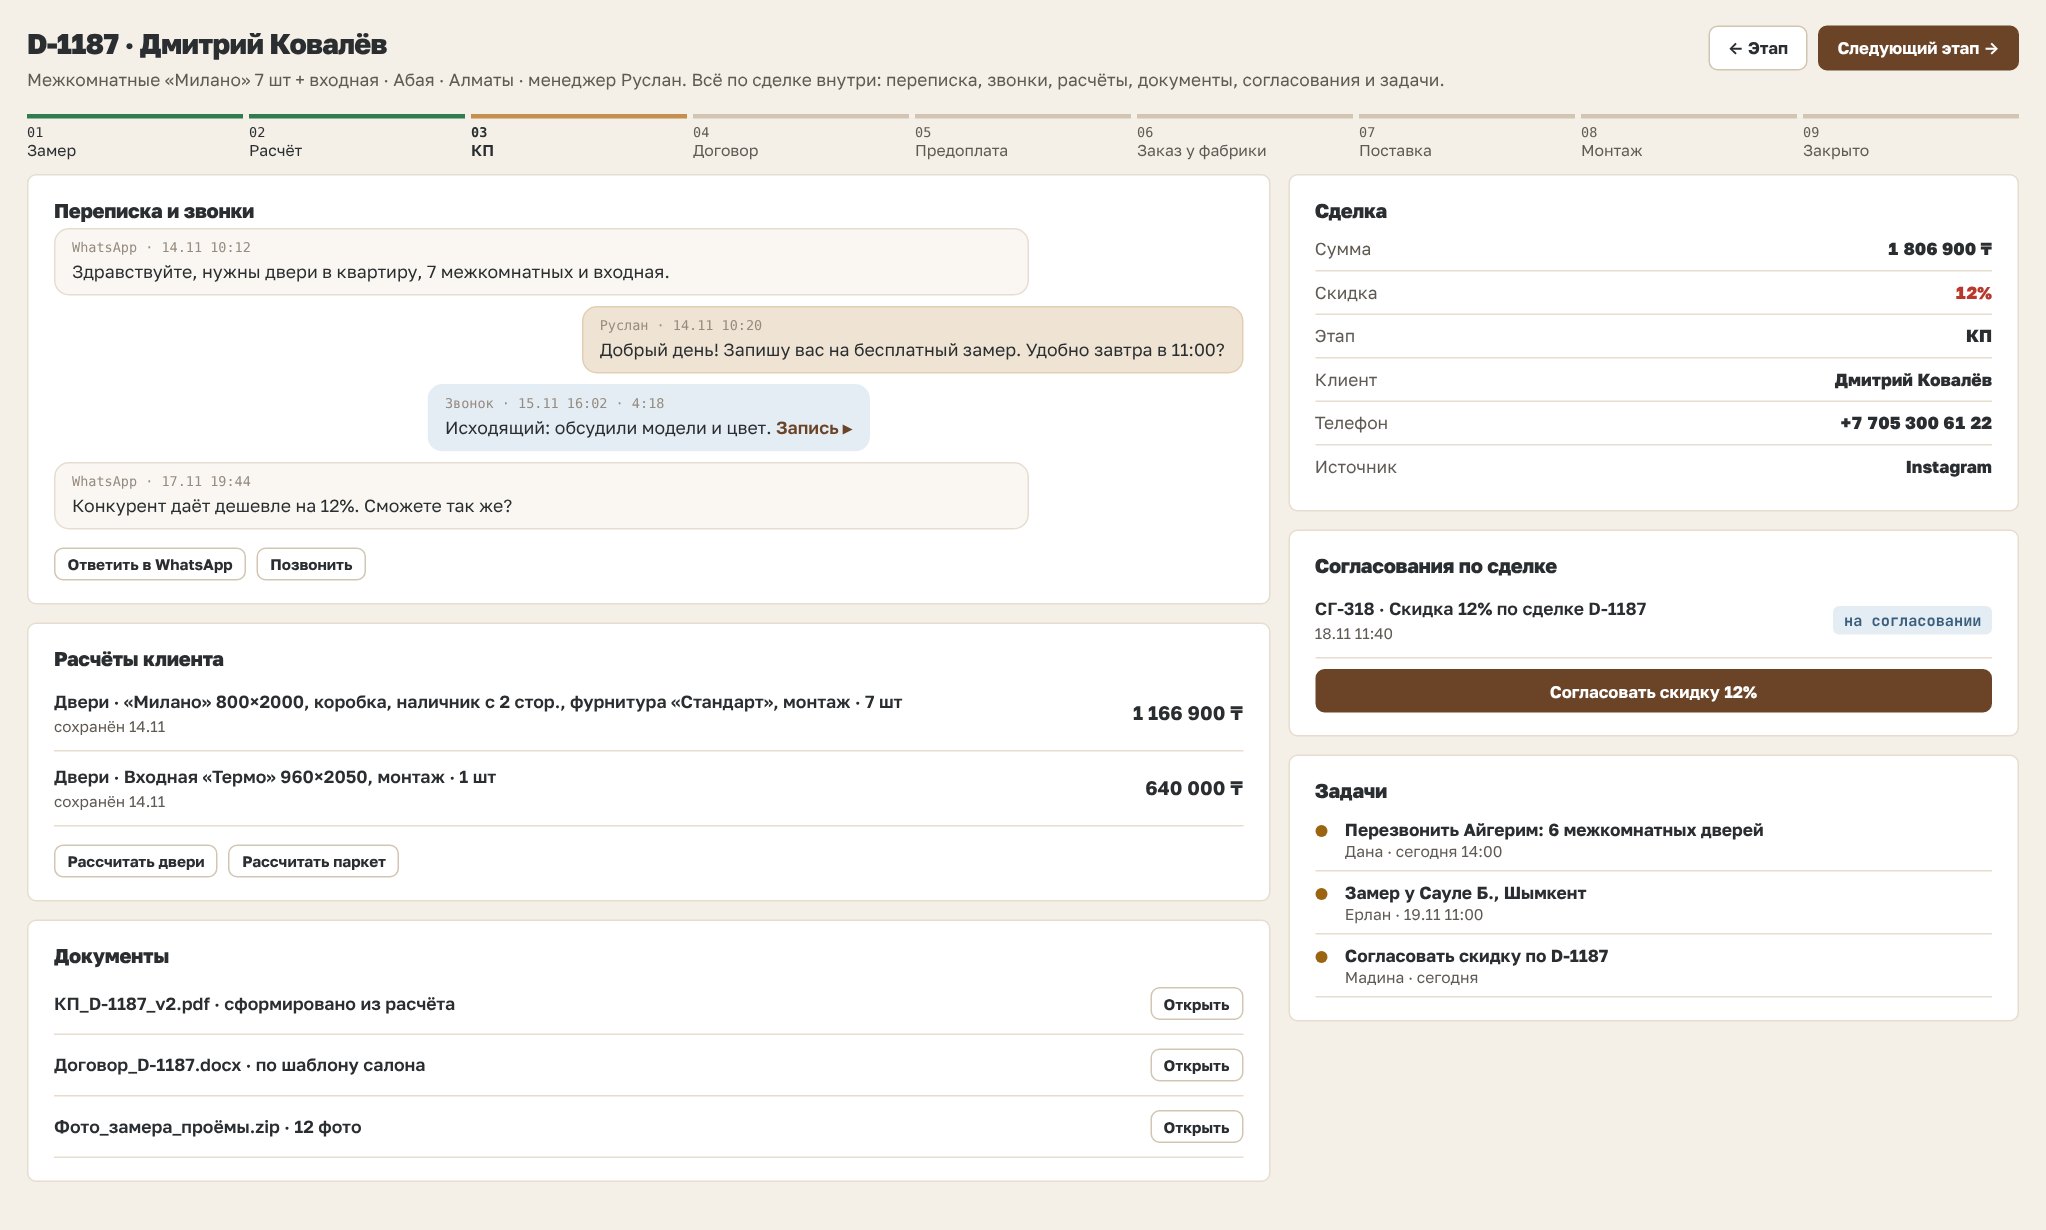 D-1187 · Дмитрий Ковалёв
← Этап
Следующий этап →
Межкомнатные «Милано» 7 шт + входная · Абая · Алматы · менеджер Руслан. Всё по сделке внутри: переписка, звонки, расчёты, документы, согласования и задачи.
01
Замер
02
Расчёт
03
КП
04
Договор
05
Предоплата
06
Заказ у фабрики
07
Поставка
08
Монтаж
09
Закрыто
Переписка и звонки
WhatsApp · 14.11 10:12
Здравствуйте, нужны двери в квартиру, 7 межкомнатных и входная.
Руслан · 14.11 10:20
Добрый день! Запишу вас на бесплатный замер. Удобно завтра в 11:00?
Звонок · 15.11 16:02 · 4:18
Исходящий: обсудили модели и цвет. Запись ▸
WhatsApp · 17.11 19:44
Конкурент даёт дешевле на 12%. Сможете так же?
Ответить в WhatsApp
Позвонить
Расчёты клиента
Двери · «Милано» 800×2000, коробка, наличник с 2 стор., фурнитура «Стандарт», монтаж · 7 шт
сохранён 14.11
1 166 900 ₸
Двери · Входная «Термо» 960×2050, монтаж · 1 шт
сохранён 14.11
640 000 ₸
Рассчитать двери
Рассчитать паркет
Документы
КП_D-1187_v2.pdf · сформировано из расчёта
Открыть
Договор_D-1187.docx · по шаблону салона
Открыть
Фото_замера_проёмы.zip · 12 фото
Открыть
Сделка
Сумма
1 806 900 ₸
Скидка
12%
Этап
КП
Клиент
Дмитрий Ковалёв
Телефон
+7 705 300 61 22
Источник
Instagram
Согласования по сделке
СГ-318 · Скидка 12% по сделке D-1187
18.11 11:40
на согласовании
Согласовать скидку 12%
Задачи
Перезвонить Айгерим: 6 межкомнатных дверей
Дана · сегодня 14:00
Замер у Сауле Б., Шымкент
Ерлан · 19.11 11:00
Согласовать скидку по D-1187
Мадина · сегодня